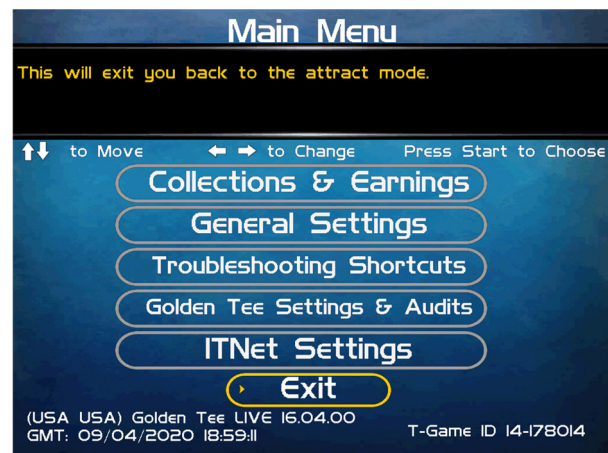 Main Menu
This will exit you back to the attract mode.
to Move to Change Press Start to Choose
Collections & Earnings
General Settings
Troubleshooting Shortcuts
Golden Tee Settings & Audits
ITNet Settings
Exit
(USA USA) Golden Tee LIVE 16.04.00
GMT: 09/04/2020 18:59:11
T-Game ID 14-178014